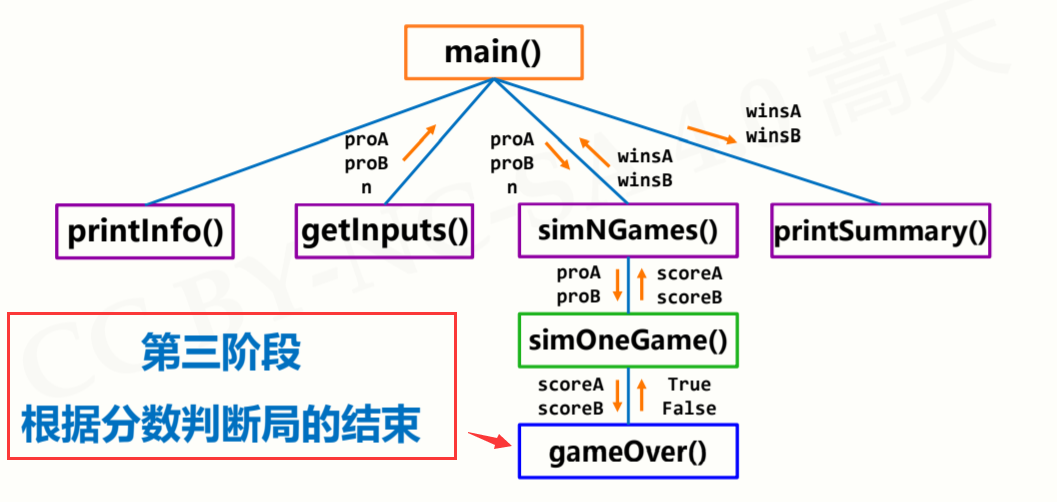 main()
proA
proB
n
proA
proB
n
winsA
winsB
winsA
winsB
printInfo()
getInputs()
simNGames()
printSummary()
proA
proB
scoreA
scoreB
simOneGame()
scoreA
scoreB
True
False
gameOver()
第三阶段
根据分数判断局的结束
CC BY-NC-SA 4.0 嵩天